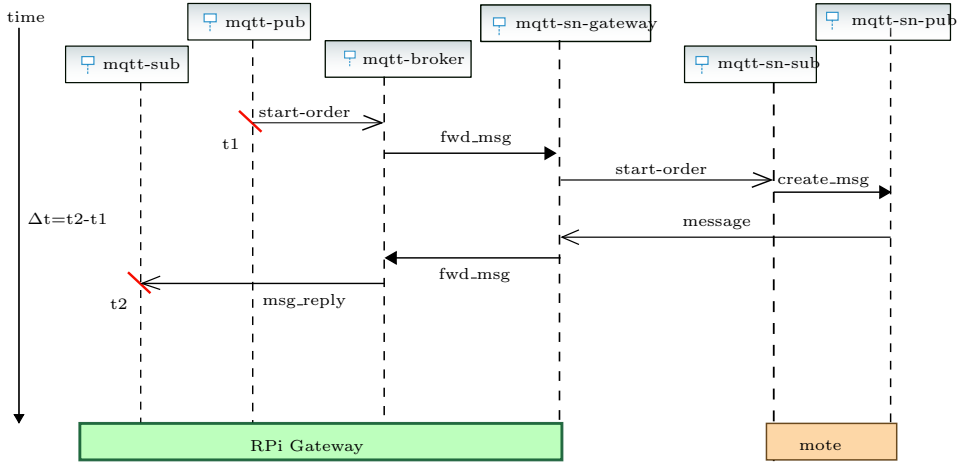 time
mqtt-pub
mqtt-sn-gateway
mqtt-sn-pub
mqtt-sub
mqtt-broker
mqtt-sn-sub
start-order
t1
fwd_msg
start-order
create_msg
Δt=t2-t1
message
fwd_msg
t2
msg_reply
RPi Gateway
mote